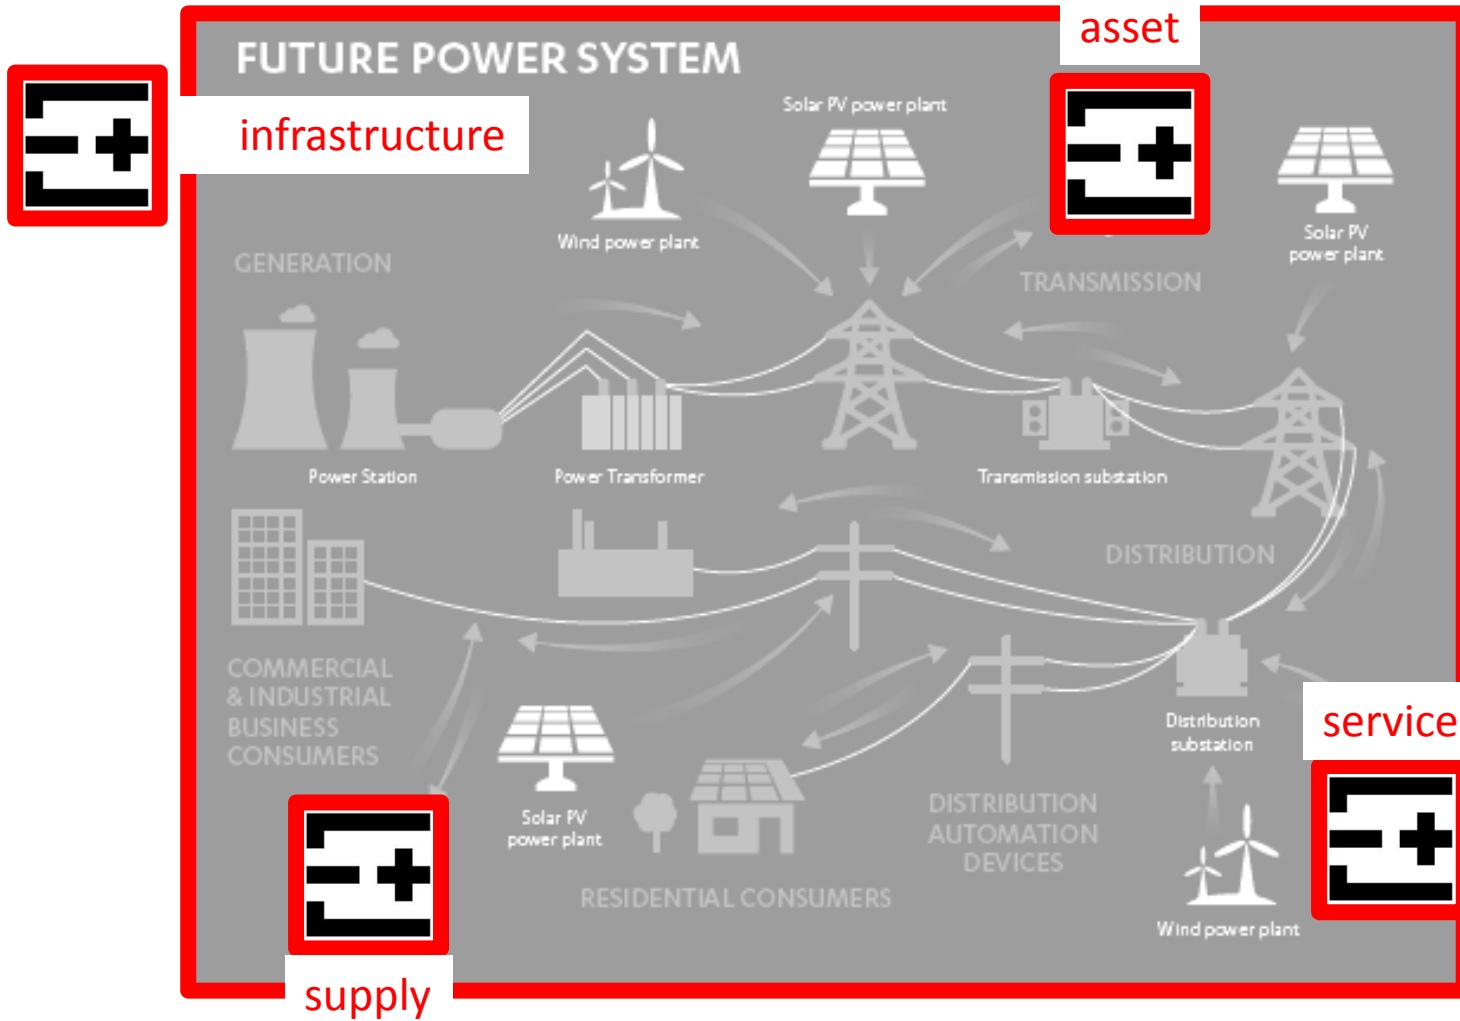 asset
FUTURE POWER SYSTEM
infrastructure
Solar PV power plant
Wind power plant
Solar PV
power plant
GENERATION
TRANSMISSION
Power Station
Power Transformer
Transmission substation
DISTRIBUTION
COMMERCIAL
& INDUSTRIAL
BUSINESS
CONSUMERS
Distribution
substation
service
Solar PV
power plant
DISTRIBUTION
AUTOMATION
DEVICES
RESIDENTIAL CONSUMERS
Wind power plant
supply